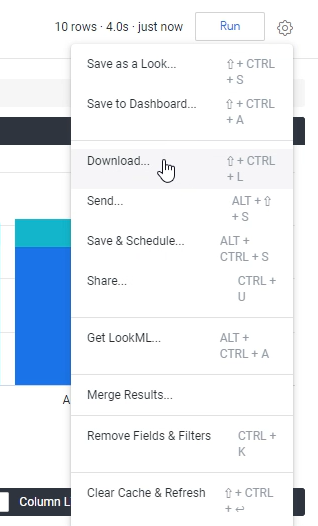 10 rows · 4.0s · just now Run
Save as a Look... ⇧+ CTRL
+ S
Save to Dashboard... ⇧+ CTRL
+ A
Download... ⇧+ CTRL
+ L
Send... ALT + ⇧
+ S
Save & Schedule... ALT +
CTRL + S
Share... CTRL +
U
Get LookML... ALT +
CTRL + A
Merge Results...
Remove Fields & Filters CTRL +
K
Clear Cache & Refresh ⇧+ CTRL
+ ↩
A
Column L